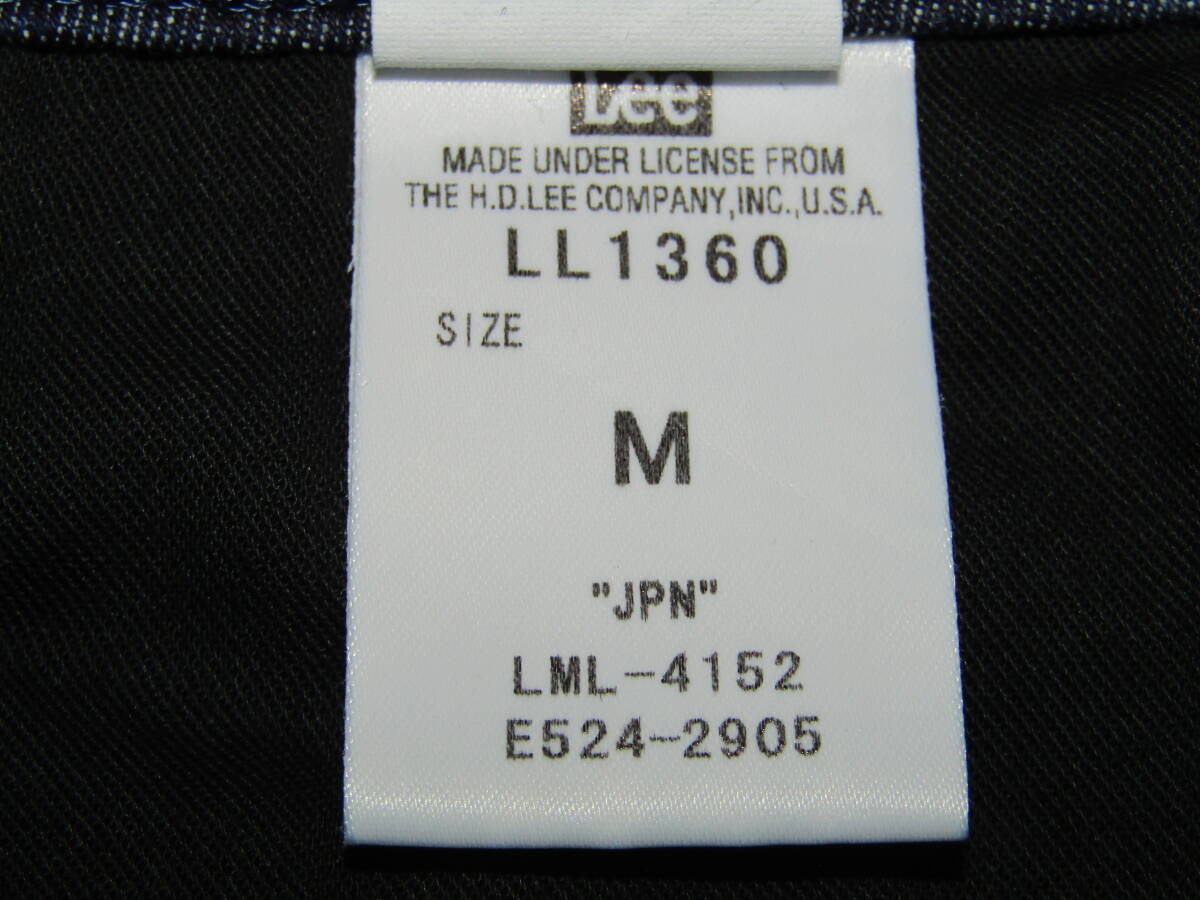 Lee
MADE UNDER LICENSE FROM
THE H.D.LEE COMPANY,INC.,U.S.A.
LL1360
SIZE
M
"JPN"
LML-4152
E524-2905